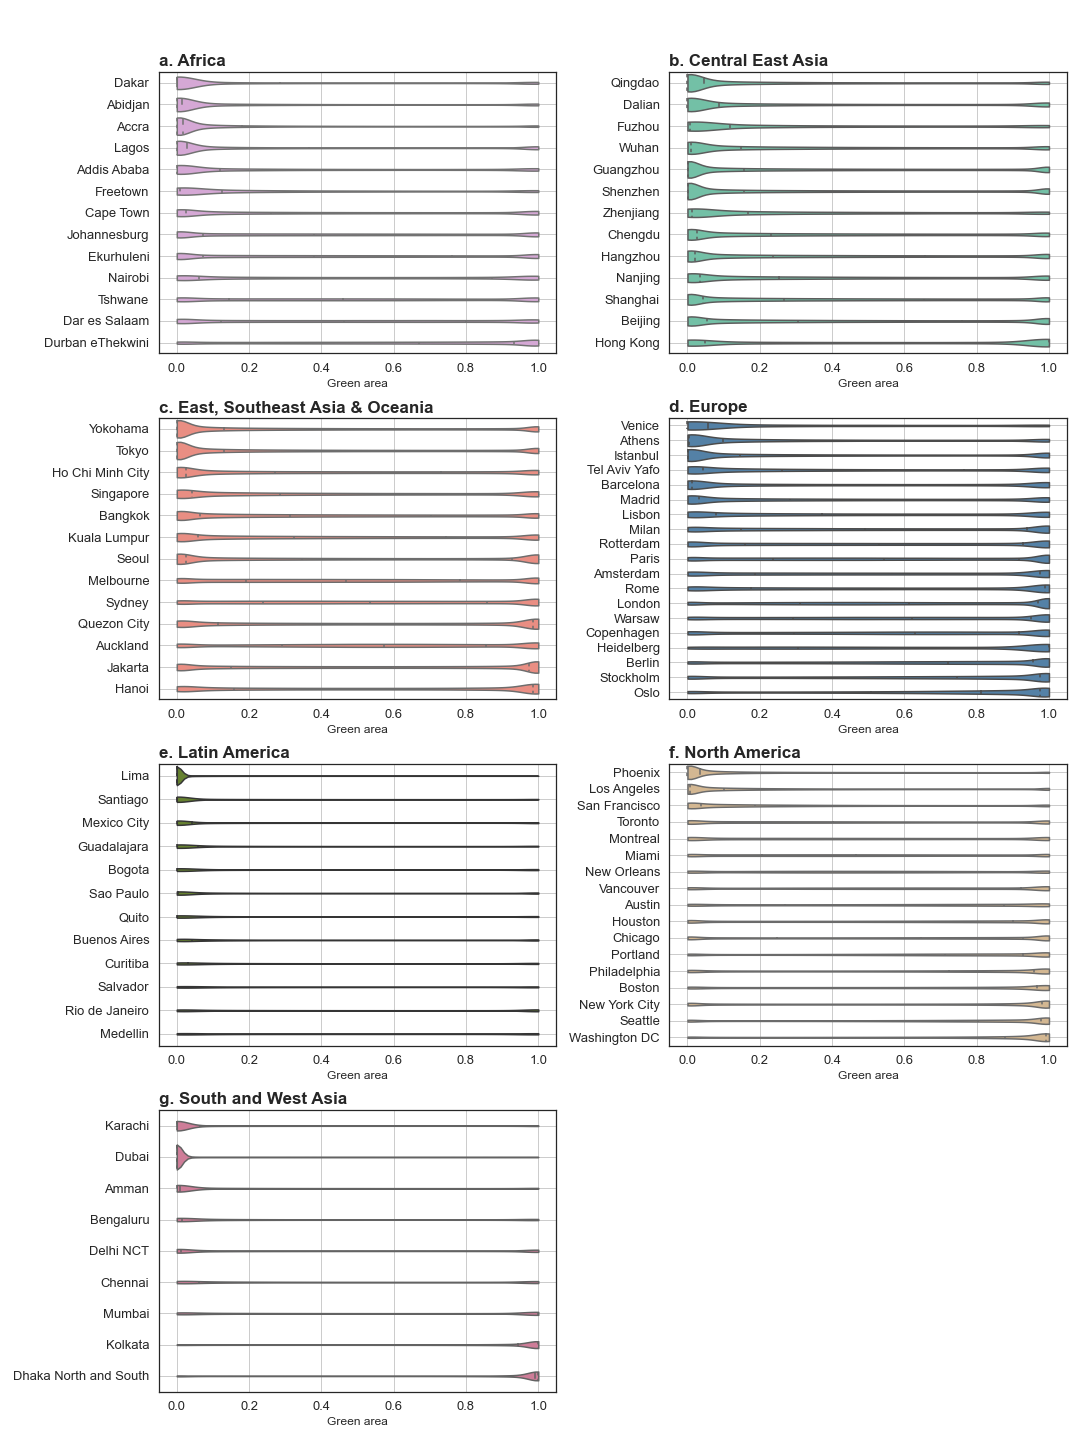 a. Africa
Dakar
Abidjan
Accra
Lagos
Addis Ababa
Freetown
Cape Town
Johannesburg
Ekurhuleni
Nairobi
Tshwane
Dar es Salaam
Durban eThekwini
0.0 0.2 0.4 0.6 0.8 1.0
Green area
b. Central East Asia
Qingdao
Dalian
Fuzhou
Wuhan
Guangzhou
Shenzhen
Zhenjiang
Chengdu
Hangzhou
Nanjing
Shanghai
Beijing
Hong Kong
0.0 0.2 0.4 0.6 0.8 1.0
Green area
c. East, Southeast Asia & Oceania
Yokohama
Tokyo
Ho Chi Minh City
Singapore
Bangkok
Kuala Lumpur
Seoul
Melbourne
Sydney
Quezon City
Auckland
Jakarta
Hanoi
0.0 0.2 0.4 0.6 0.8 1.0
Green area
d. Europe
Venice
Athens
Istanbul
Tel Aviv Yafo
Barcelona
Madrid
Lisbon
Milan
Rotterdam
Paris
Amsterdam
Rome
London
Warsaw
Copenhagen
Heidelberg
Berlin
Stockholm
Oslo
0.0 0.2 0.4 0.6 0.8 1.0
Green area
e. Latin America
Lima
Santiago
Mexico City
Guadalajara
Bogota
Sao Paulo
Quito
Buenos Aires
Curitiba
Salvador
Rio de Janeiro
Medellin
0.0 0.2 0.4 0.6 0.8 1.0
Green area
f. North America
Phoenix
Los Angeles
San Francisco
Toronto
Montreal
Miami
New Orleans
Vancouver
Austin
Houston
Chicago
Portland
Philadelphia
Boston
New York City
Seattle
Washington DC
0.0 0.2 0.4 0.6 0.8 1.0
Green area
g. South and West Asia
Karachi
Dubai
Amman
Bengaluru
Delhi NCT
Chennai
Mumbai
Kolkata
Dhaka North and South
0.0 0.2 0.4 0.6 0.8 1.0
Green area